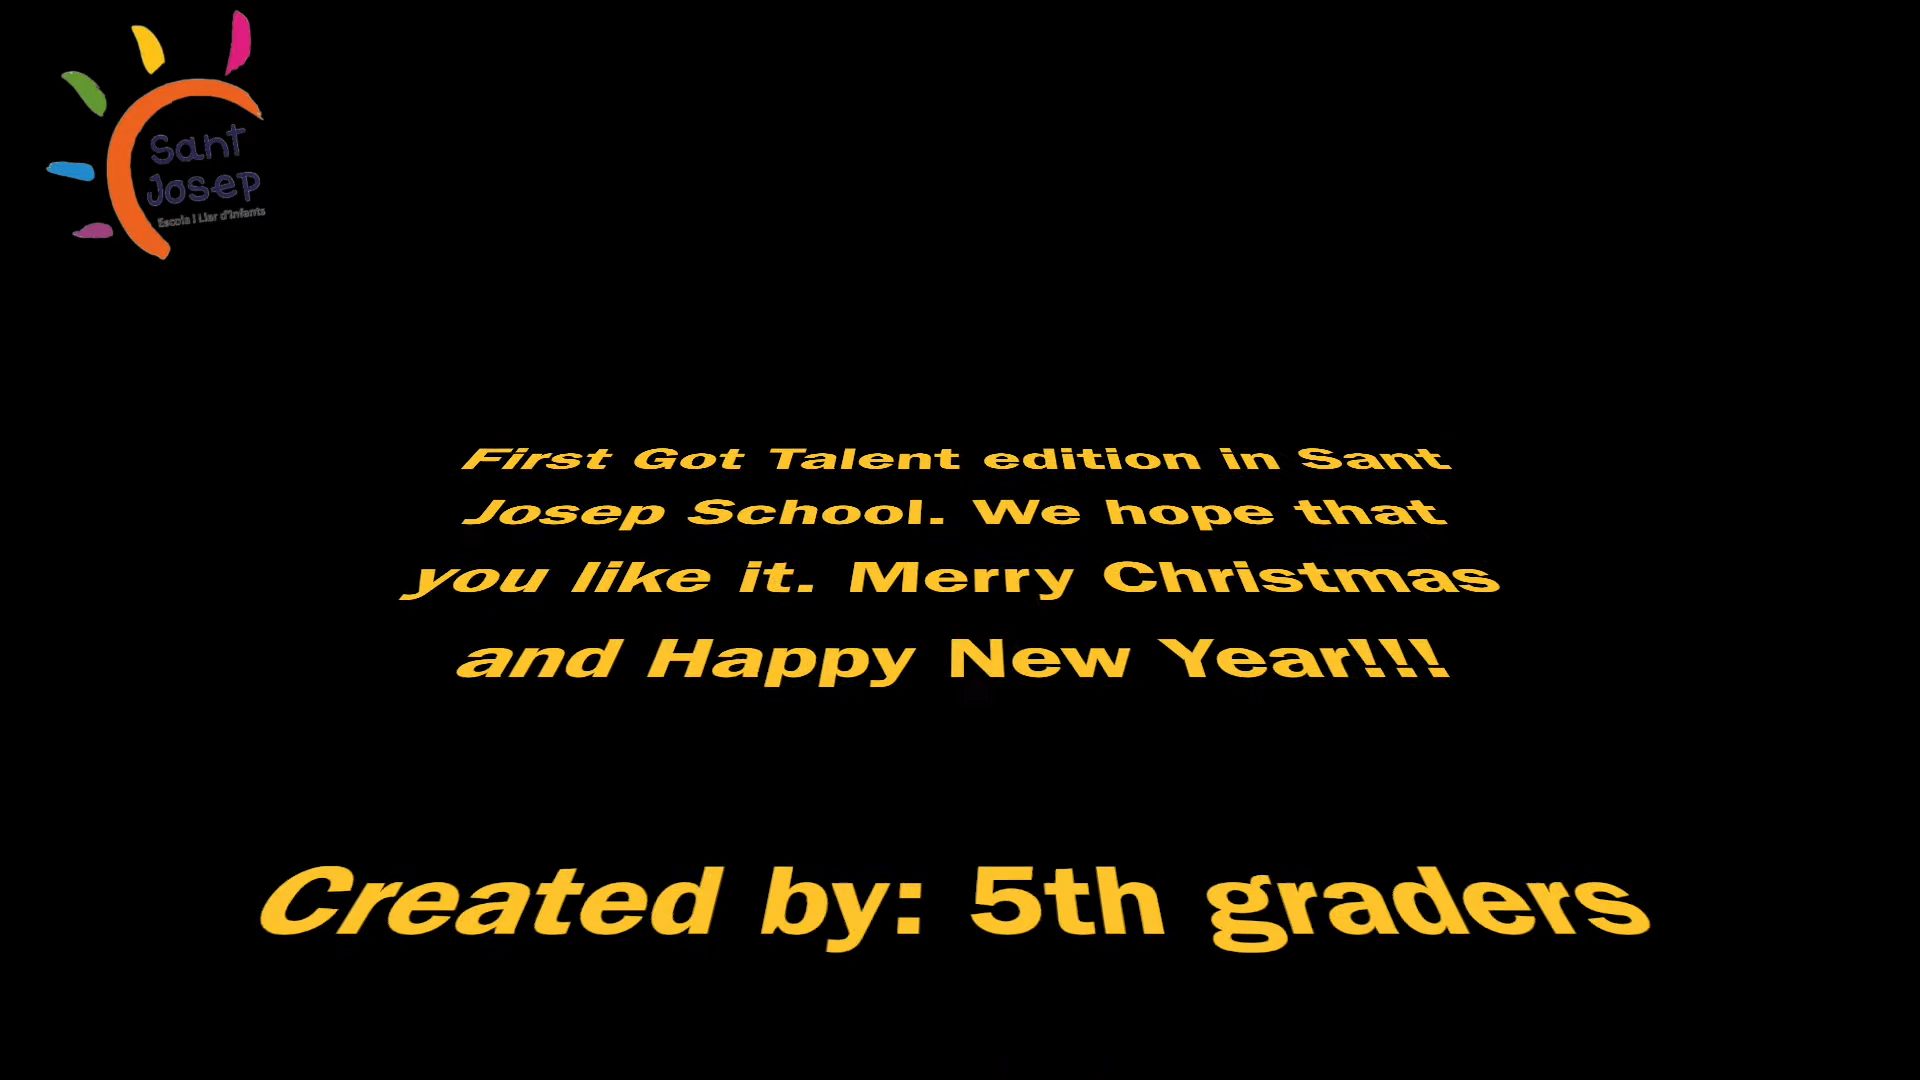 Sant
Josep
Escola i Llar d'Infants
First Got Talent edition in Sant
Josep School. We hope that
you like it. Merry Christmas
and Happy New Year!!!
Created by: 5th graders